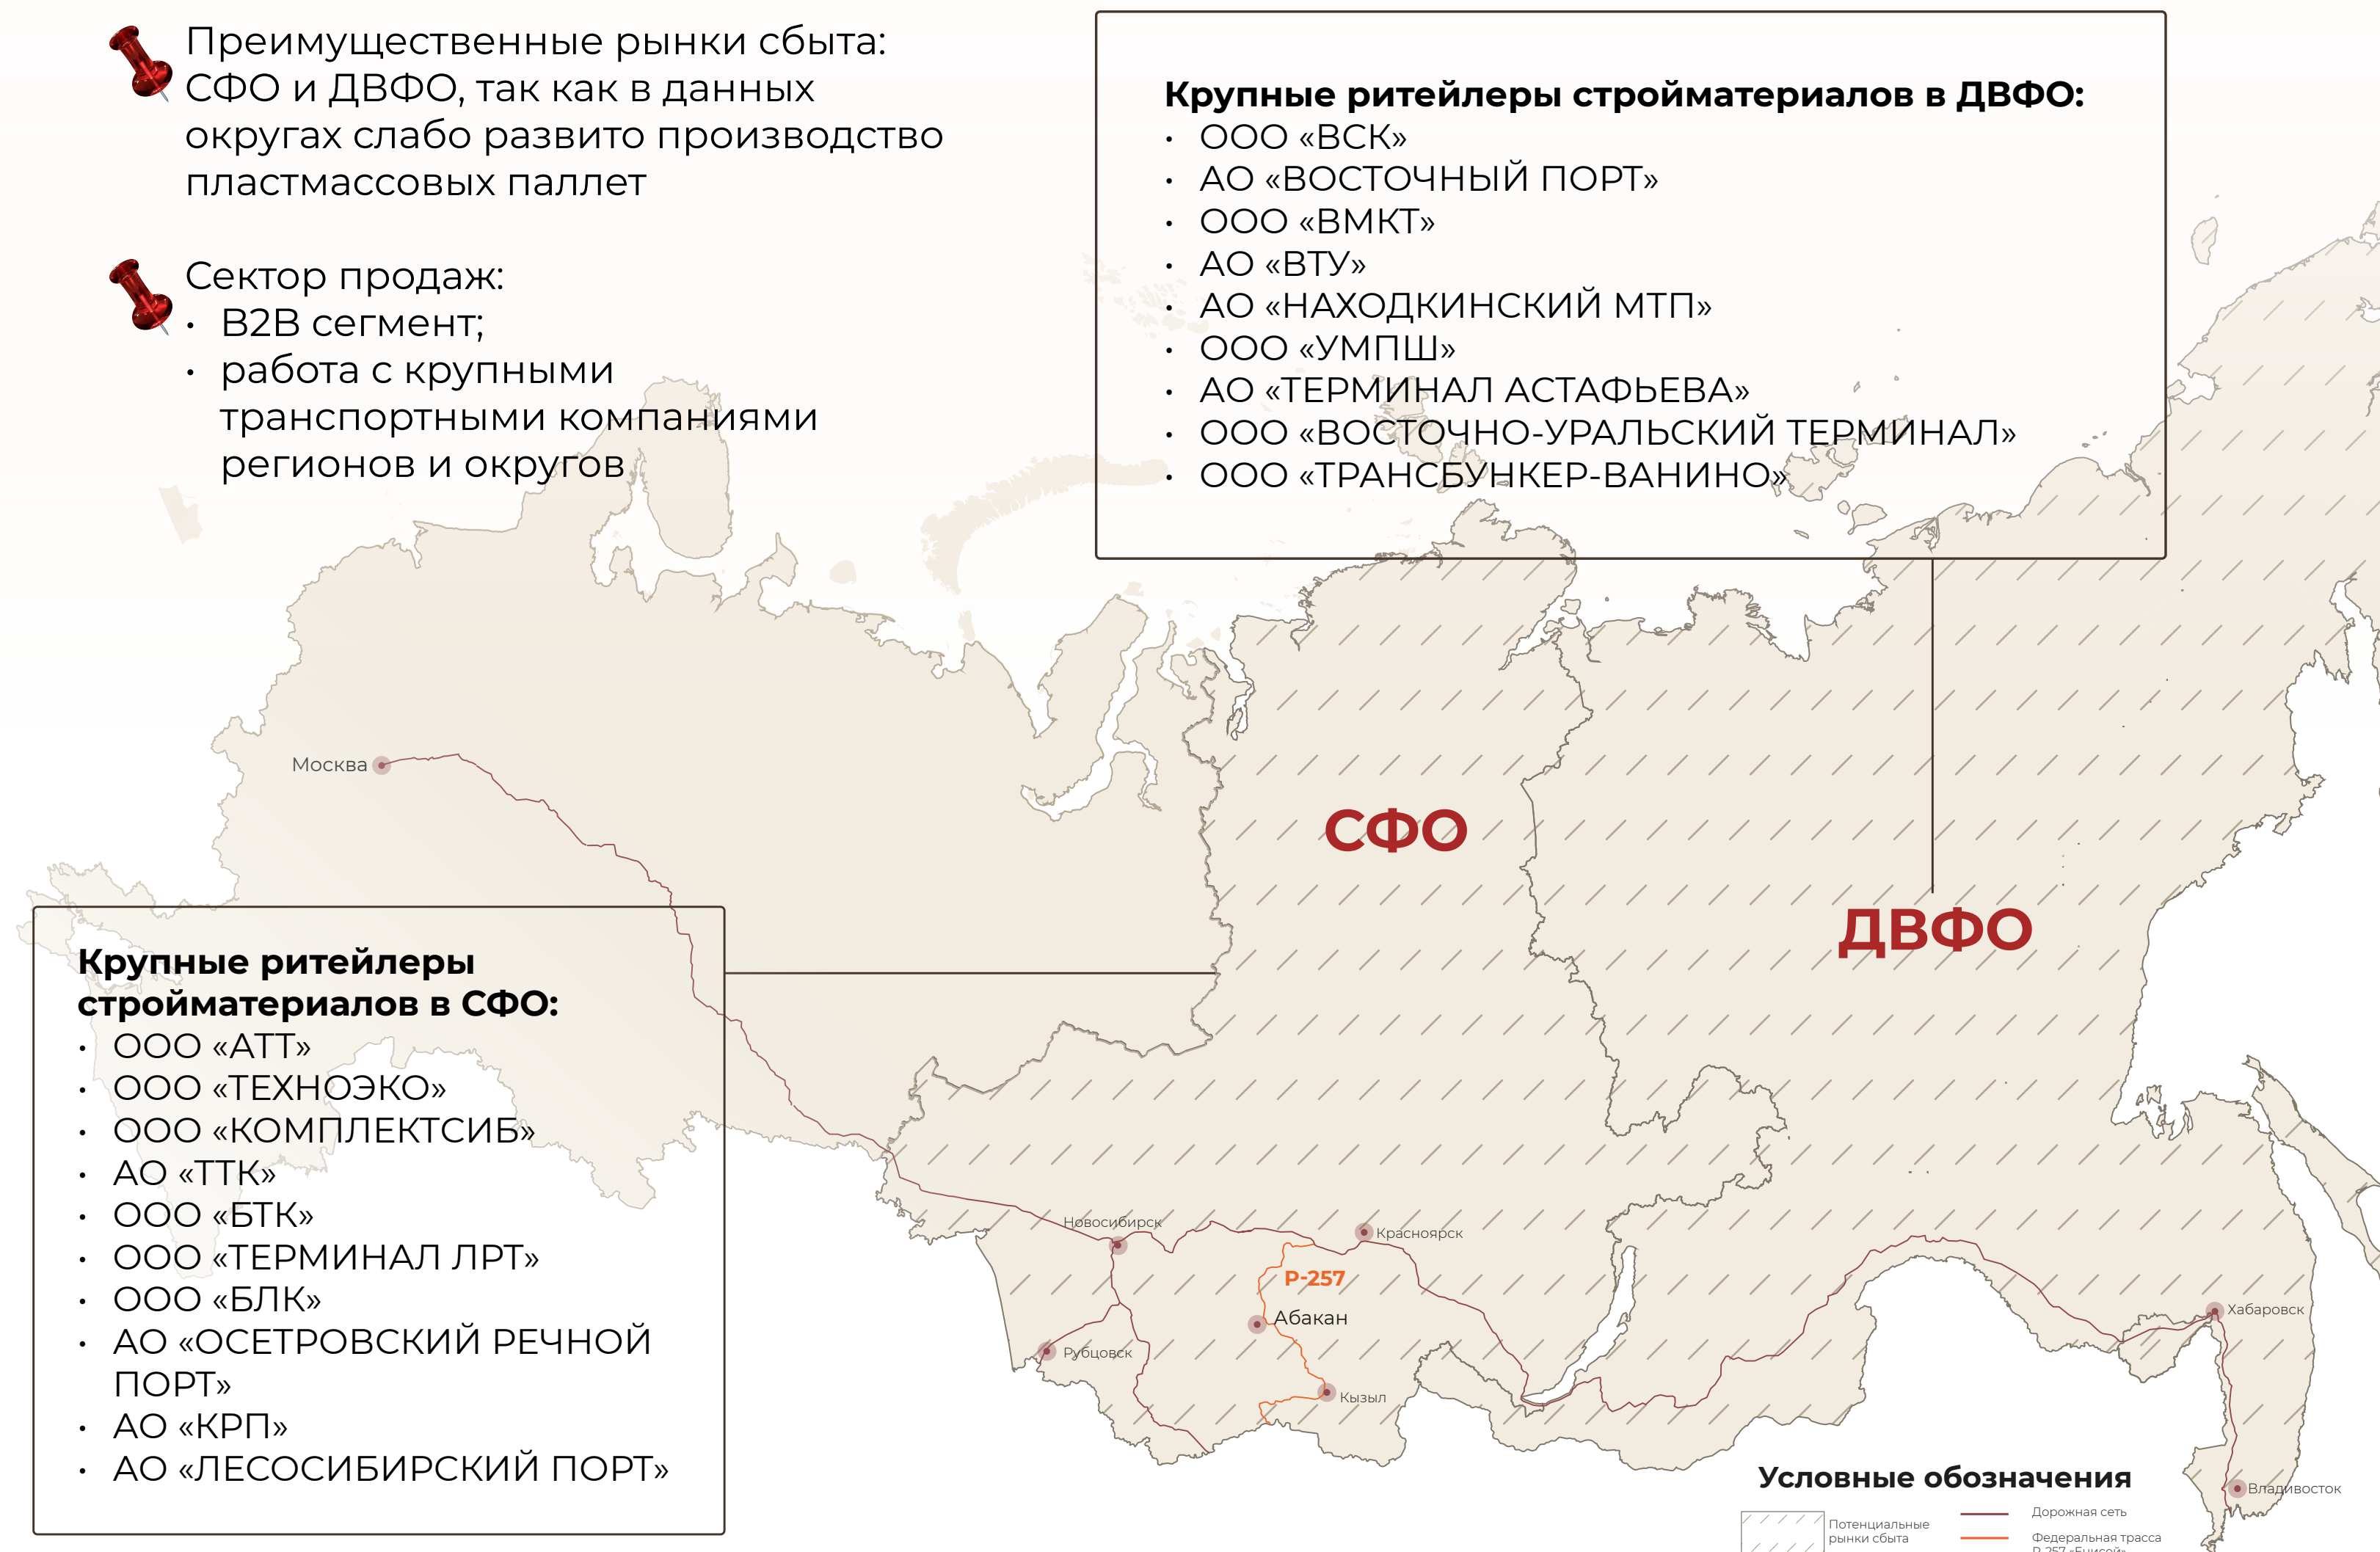 Преимущественные рынки сбыта:
СФО и ДВФО, так как в данных
округах слабо развито производство
пластмассовых паллет
Сектор продаж:
• B2B сегмент;
• работа с крупными
транспортными компаниями
регионов и округов
Крупные ритейлеры стройматериалов в ДВФО:
• ООО «ВСК»
• АО «ВОСТОЧНЫЙ ПОРТ»
• ООО «ВМКТ»
• АО «ВТУ»
• АО «НАХОДКИНСКИЙ МТП»
• ООО «УМПШ»
• АО «ТЕРМИНАЛ АСТАФЬЕВА»
• ООО «ВОСТОЧНО-УРАЛЬСКИЙ ТЕРМИНАЛ»
• ООО «ТРАНСБУНКЕР-ВАНИНО»
Москва
СФО
ДВФО
Крупные ритейлеры
стройматериалов в СФО:
• ООО «АТТ»
• ООО «ТЕХНОЭКО»
• ООО «КОМПЛЕКТСИБ»
• АО «ТТК»
• ООО «БТК»
• ООО «ТЕРМИНАЛ ЛРТ»
• ООО «БЛК»
• АО «ОСЕТРОВСКИЙ РЕЧНОЙ
ПОРТ»
• АО «КРП»
• АО «ЛЕСОСИБИРСКИЙ ПОРТ»
Новосибирск
Красноярск
Р-257
Абакан
Рубцовск
Кызыл
Хабаровск
Владивосток
Условные обозначения
Потенциальные
рынки сбыта
Дорожная сеть
Федеральная трасса
Р-257 «Енисей»